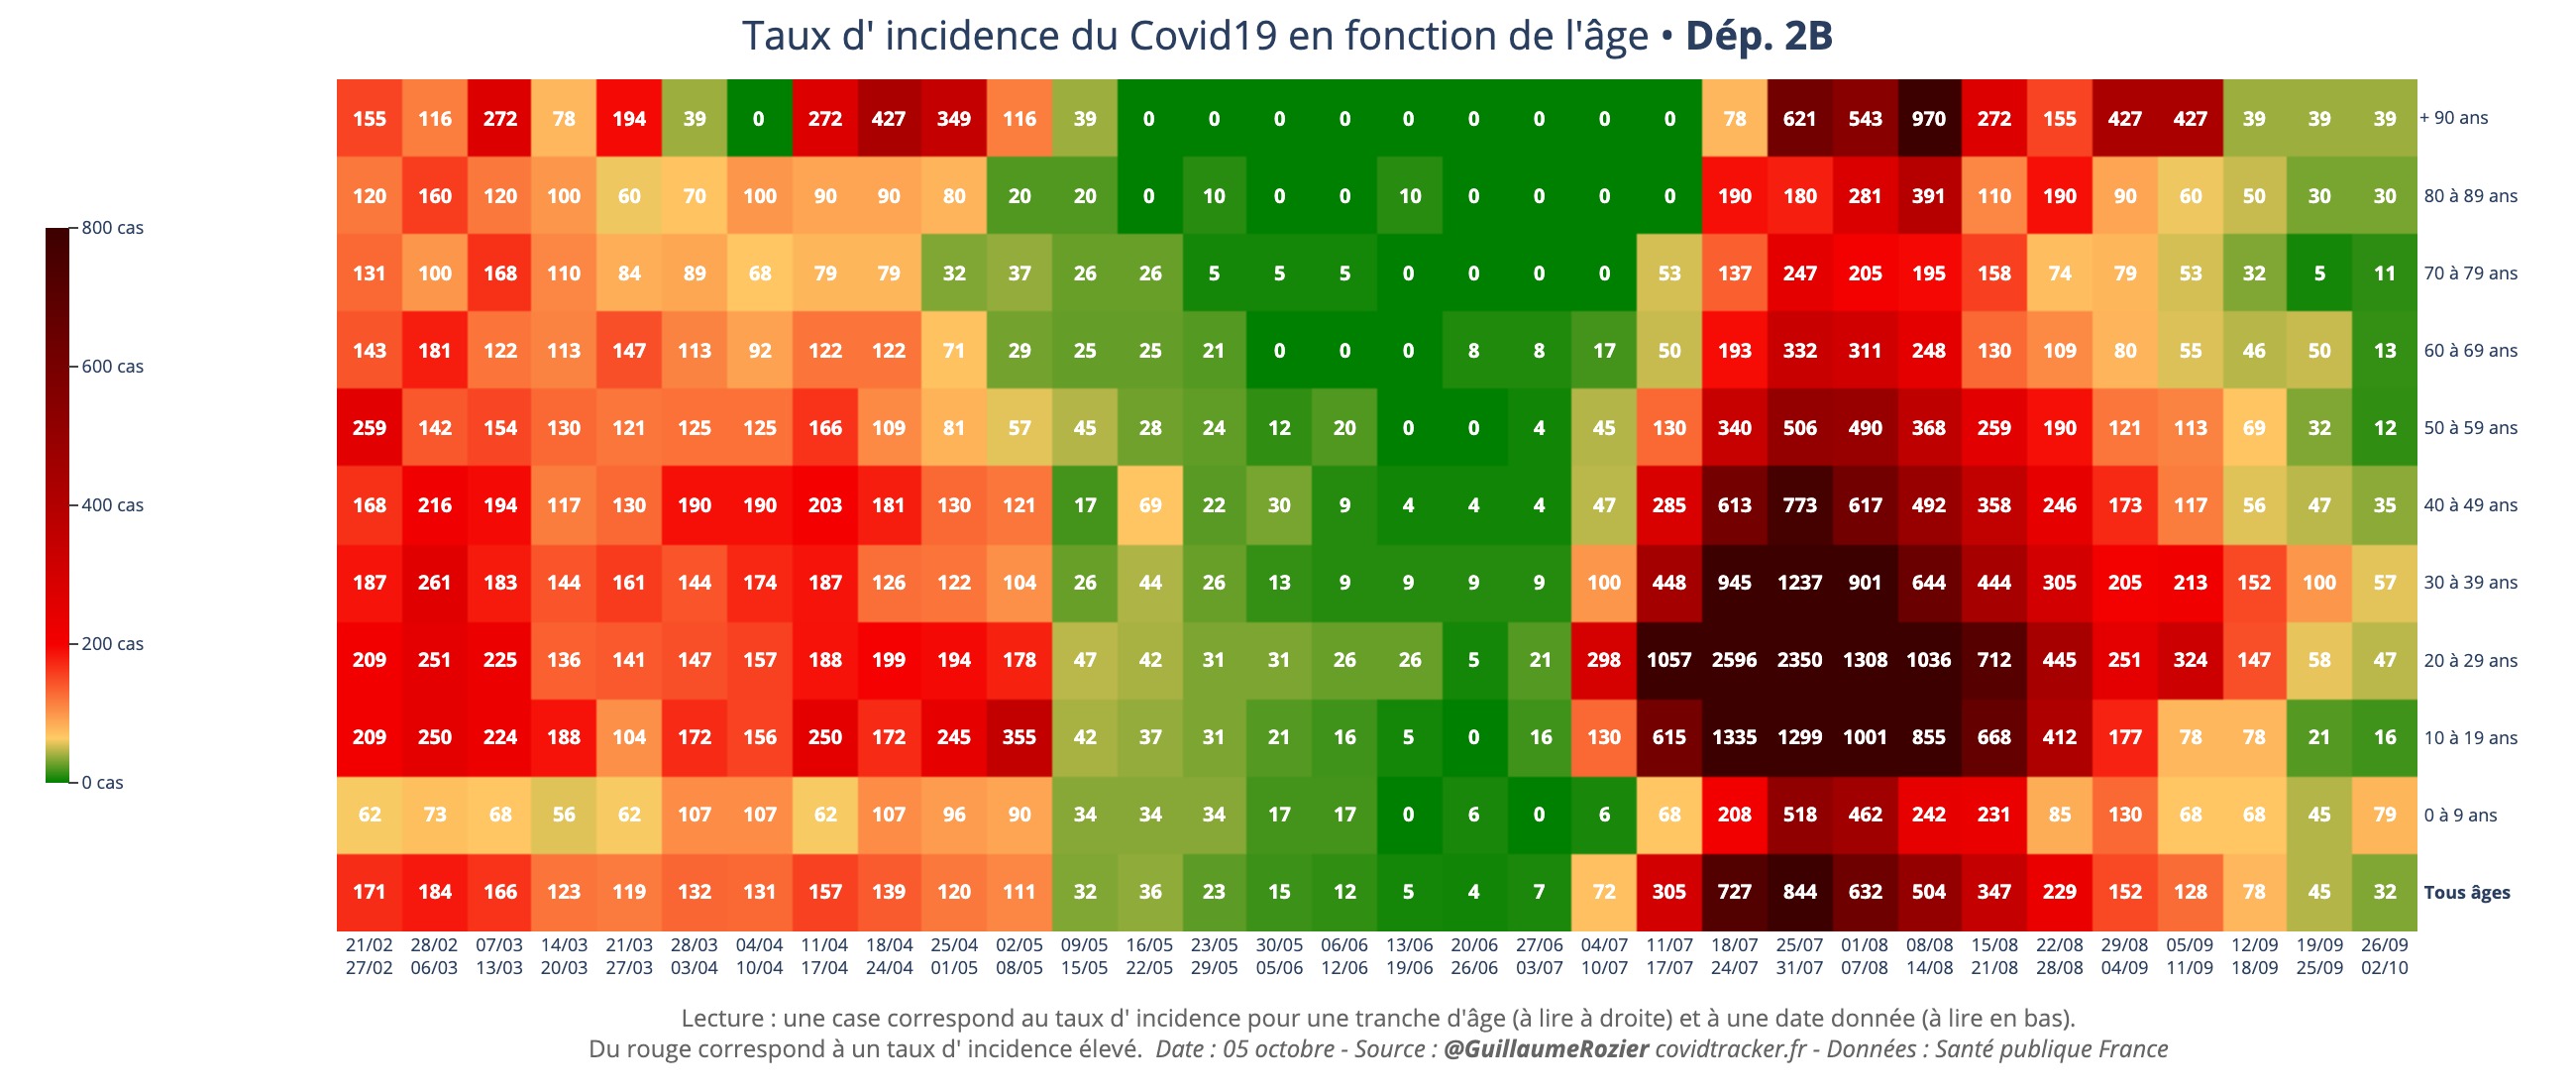 Taux d' incidence du Covid19 en fonction de l'âge • Dép. 2B
155 116 272 78 194 39 0 272 427 349 116 39 0 0 0 0 0 0 0 0 0 78 621 543 970 272 155 427 427 39 39 39 + 90 ans
120 160 120 100 60 70 100 90 90 80 20 20 0 10 0 0 10 0 0 0 0 190 180 281 391 110 190 90 60 50 30 30 80 à 89 ans
800 cas
131 100 168 110 84 89 68 79 79 32 37 26 26 5 5 5 0 0 0 0 53 137 247 205 195 158 74 79 53 32 5 11 70 à 79 ans
143 181 122 113 147 113 92 122 122 71 29 25 25 21 0 0 0 8 8 17 50 193 332 311 248 130 109 80 55 46 50 13 60 à 69 ans
600 cas
259 142 154 130 121 125 125 166 109 81 57 45 28 24 12 20 0 0 4 45 130 340 506 490 368 259 190 121 113 69 32 12 50 à 59 ans
400 cas
168 216 194 117 130 190 190 203 181 130 121 17 69 22 30 9 4 4 4 47 285 613 773 617 492 358 246 173 117 56 47 35 40 à 49 ans
187 261 183 144 161 144 174 187 126 122 104 26 44 26 13 9 9 9 9 100 448 945 1237 901 644 444 305 205 213 152 100 57 30 à 39 ans
200 cas
209 251 225 136 141 147 157 188 199 194 178 47 42 31 31 26 26 5 21 298 1057 2596 2350 1308 1036 712 445 251 324 147 58 47 20 à 29 ans
209 250 224 188 104 172 156 250 172 245 355 42 37 31 21 16 5 0 16 130 615 1335 1299 1001 855 668 412 177 78 78 21 16 10 à 19 ans
0 cas
62 73 68 56 62 107 107 62 107 96 90 34 34 34 17 17 0 6 0 6 68 208 518 462 242 231 85 130 68 68 45 79 0 à 9 ans
171 184 166 123 119 132 131 157 139 120 111 32 36 23 15 12 5 4 7 72 305 727 844 632 504 347 229 152 128 78 45 32 Tous âges
21/02 28/02 07/03 14/03 21/03 28/03 04/04 11/04 18/04 25/04 02/05 09/05 16/05 23/05 30/05 06/06 13/06 20/06 27/06 04/07 11/07 18/07 25/07 01/08 08/08 15/08 22/08 29/08 05/09 12/09 19/09 26/09
27/02 06/03 13/03 20/03 27/03 03/04 10/04 17/04 24/04 01/05 08/05 15/05 22/05 29/05 05/06 12/06 19/06 26/06 03/07 10/07 17/07 24/07 31/07 07/08 14/08 21/08 28/08 04/09 11/09 18/09 25/09 02/10
Lecture : une case correspond au taux d' incidence pour une tranche d'âge (à lire à droite) et à une date donnée (à lire en bas).
Du rouge correspond à un taux d' incidence élevé. Date : 05 octobre - Source : @GuillaumeRozier covidtracker.fr - Données : Santé publique France